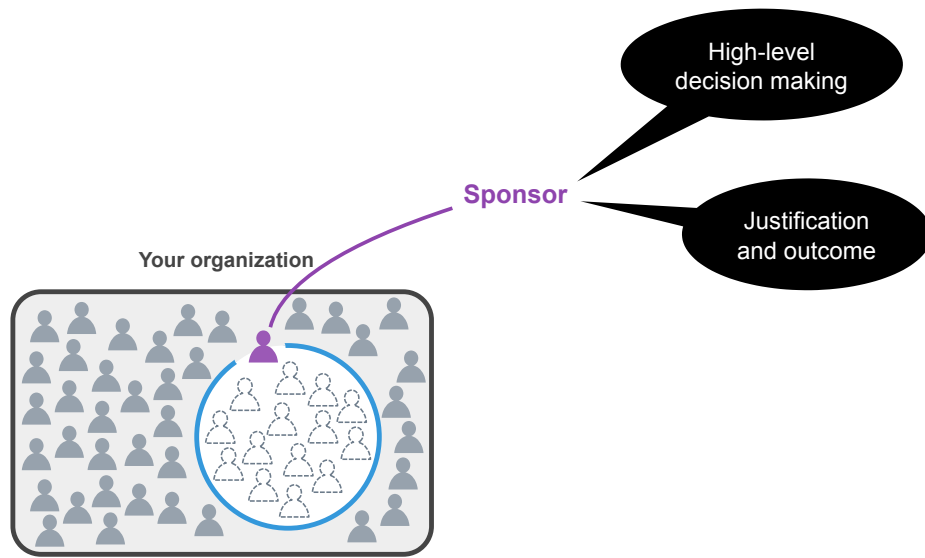 High-level
decision making
Sponsor
Justification
and outcome
Your organization